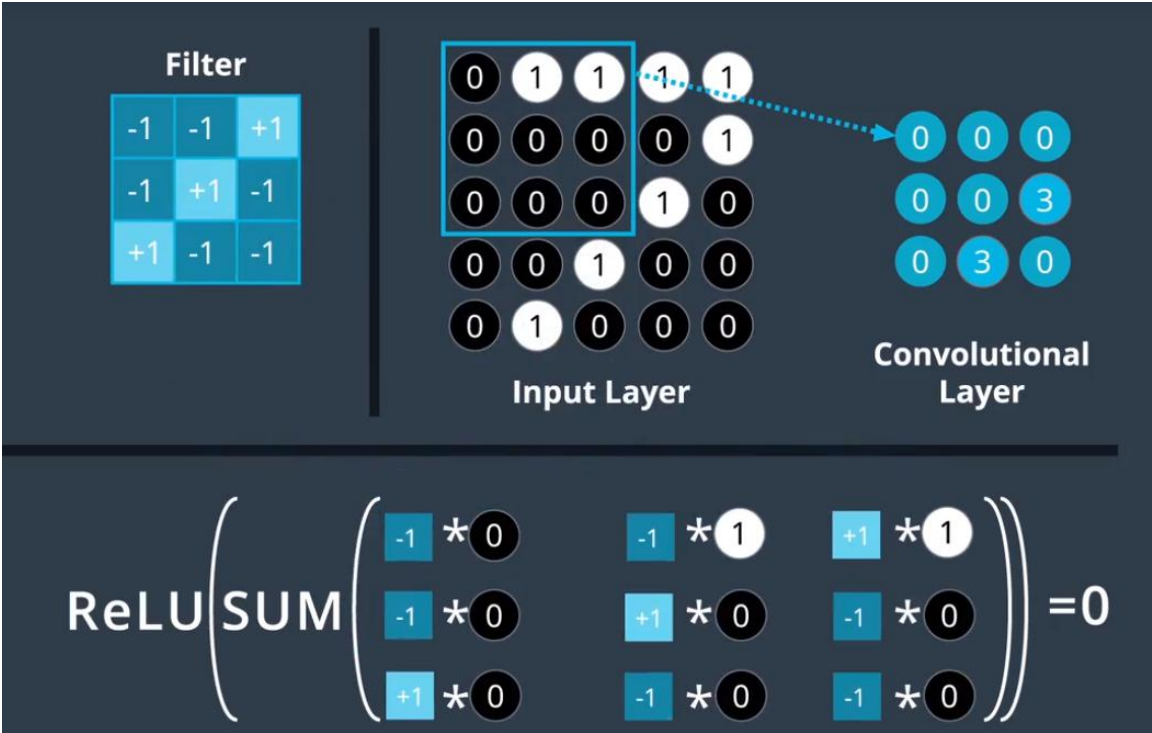 Filter
-1 -1 +1
-1 +1 -1
+1 -1 -1
0 1 1 1 1
0 0 0 0 1
0 0 0 1 0
0 0 1 0 0
0 1 0 0 0
Input Layer
0 0 0
0 0 3
0 3 0
Convolutional
Layer
ReLU(SUM(
-1 *0 -1 *1 +1 *1
-1 *0 +1 *0 -1 *0
+1 *0 -1 *0 -1 *0
)) =0